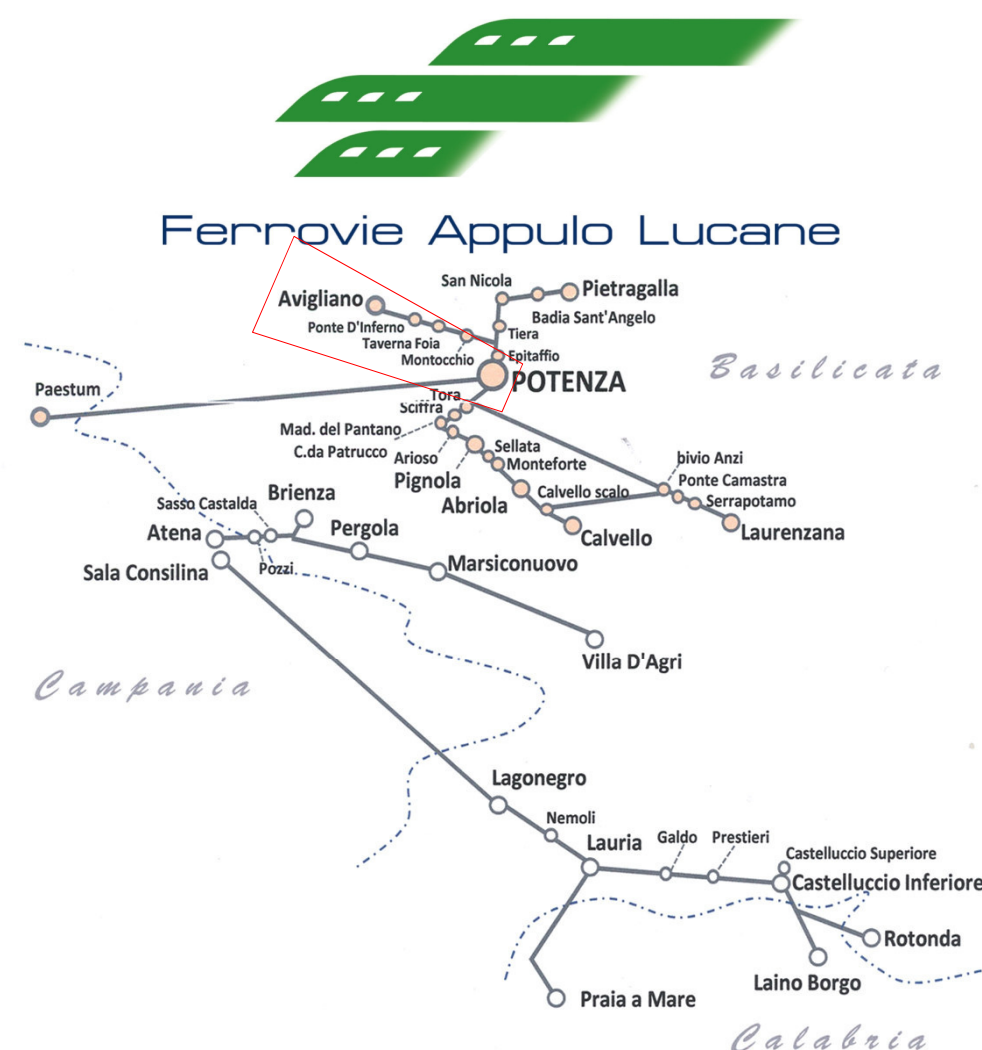 Ferrovie Appulo Lucane
San Nicola
Pietragalla
Avigliano
Badia Sant'Angelo
Ponte D'Inferno
Tiera
Taverna Foia
Montocchio
Epitaffio
Basilicata
POTENZA
Paestum
Tora
Sciffra
Mad. del Pantano
C.da Patrucco
Sellata
Arioso
Monteforte
bivio Anzi
Pignola
Ponte Camastra
Calvello scalo
Brienza
Abriola
Serrapotamo
Sasso Castalda
Pergola
Atena
Calvello
Laurenzana
Marsiconuovo
Pozzi
Sala Consilina
Villa D'Agri
Campania
Lagonegro
Nemoli
Lauria
Galdo
Prestieri
Castelluccio Superiore
Castelluccio Inferiore
Rotonda
Laino Borgo
Praia a Mare
Calabria